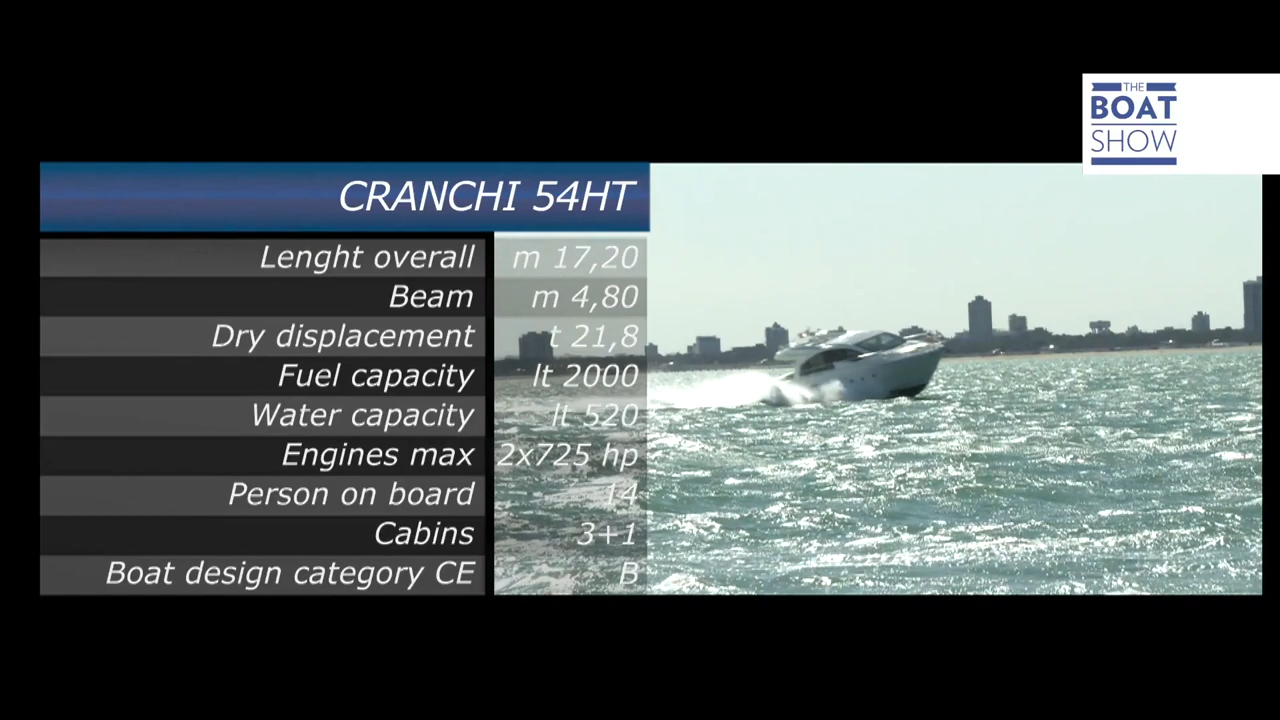 THE
BOAT
SHOW
CRANCHI 54HT
Lenght overall m 17,20
Beam m 4,80
Dry displacement t 21,8
Fuel capacity lt 2000
Water capacity lt 520
Engines max 2x725 hp
Person on board 14
Cabins 3+1
Boat design category CE B